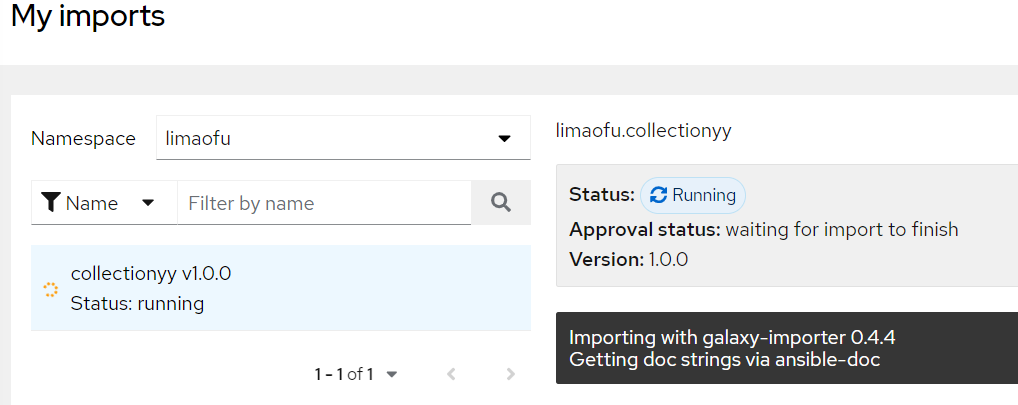 My imports
Namespace
limaofu
Name
Filter by name
collectionyy v1.0.0
Status: running
1 - 1 of 1
limaofu.collectionyy
Status: Running
Approval status: waiting for import to finish
Version: 1.0.0
Importing with galaxy-importer 0.4.4
Getting doc strings via ansible-doc